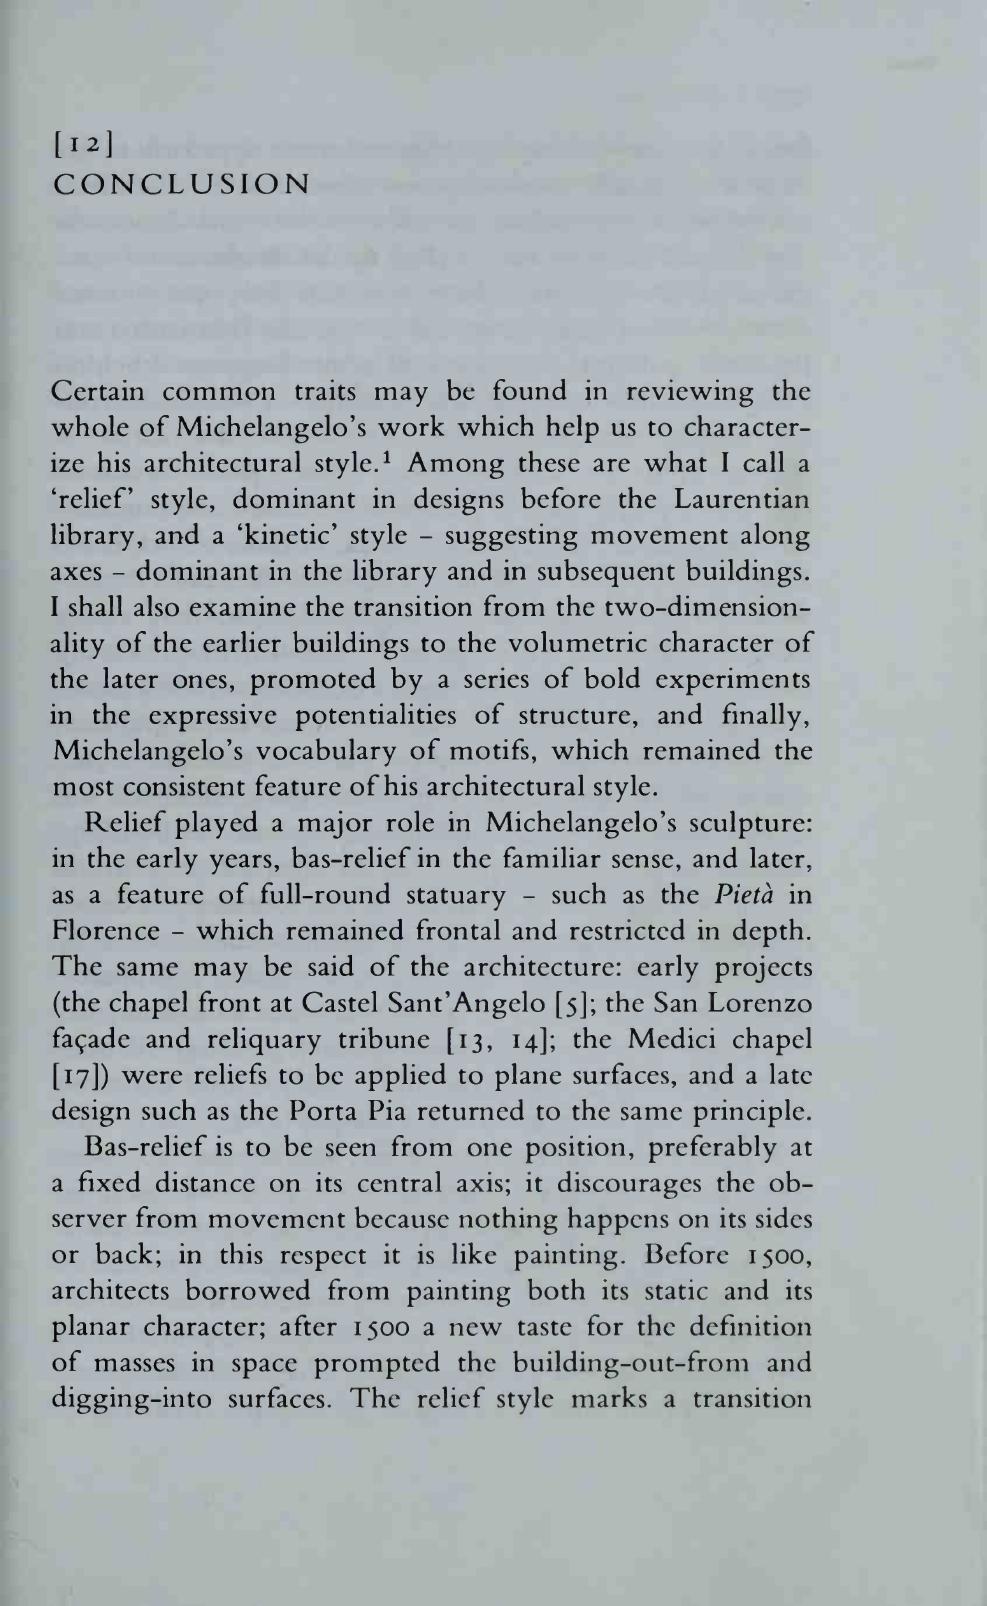 [12]
CONCLUSION
Certain common traits may be found in reviewing the
whole of Michelangelo's work which help us to character-
ize his architectural style.¹ Among these are what I call a
‘relief’ style, dominant in designs before the Laurentian
library, and a ‘kinetic’ style – suggesting movement along
axes – dominant in the library and in subsequent buildings.
I shall also examine the transition from the two-dimension-
ality of the earlier buildings to the volumetric character of
the later ones, promoted by a series of bold experiments
in the expressive potentialities of structure, and finally,
Michelangelo's vocabulary of motifs, which remained the
most consistent feature of his architectural style.
Relief played a major role in Michelangelo's sculpture:
in the early years, bas-relief in the familiar sense, and later,
as a feature of full-round statuary – such as the Pietà in
Florence – which remained frontal and restricted in depth.
The same may be said of the architecture: early projects
(the chapel front at Castel Sant'Angelo [5]; the San Lorenzo
façade and reliquary tribune [13, 14]; the Medici chapel
[17]) were reliefs to be applied to plane surfaces, and a late
design such as the Porta Pia returned to the same principle.
Bas-relief is to be seen from one position, preferably at
a fixed distance on its central axis; it discourages the ob-
server from movement because nothing happens on its sides
or back; in this respect it is like painting. Before 1500,
architects borrowed from painting both its static and its
planar character; after 1500 a new taste for the definition
of masses in space prompted the building-out-from and
digging-into surfaces. The relief style marks a transition